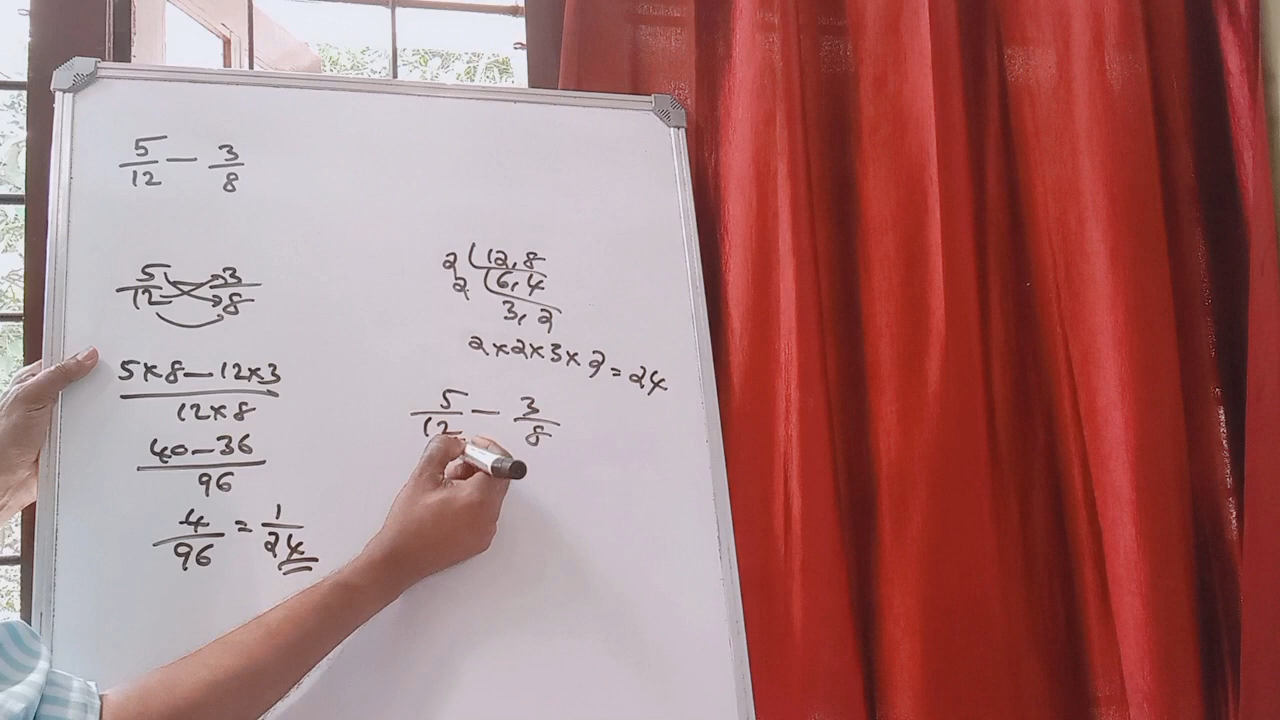 5/12 − 3/8
5/12 3/8
5×8−12×3 / 12×8
40−36 / 96
4/96 = 1/24
2 | 12, 8
2 | 6, 4
3, 2
2×2×3×2=24
5/12 − 3/8